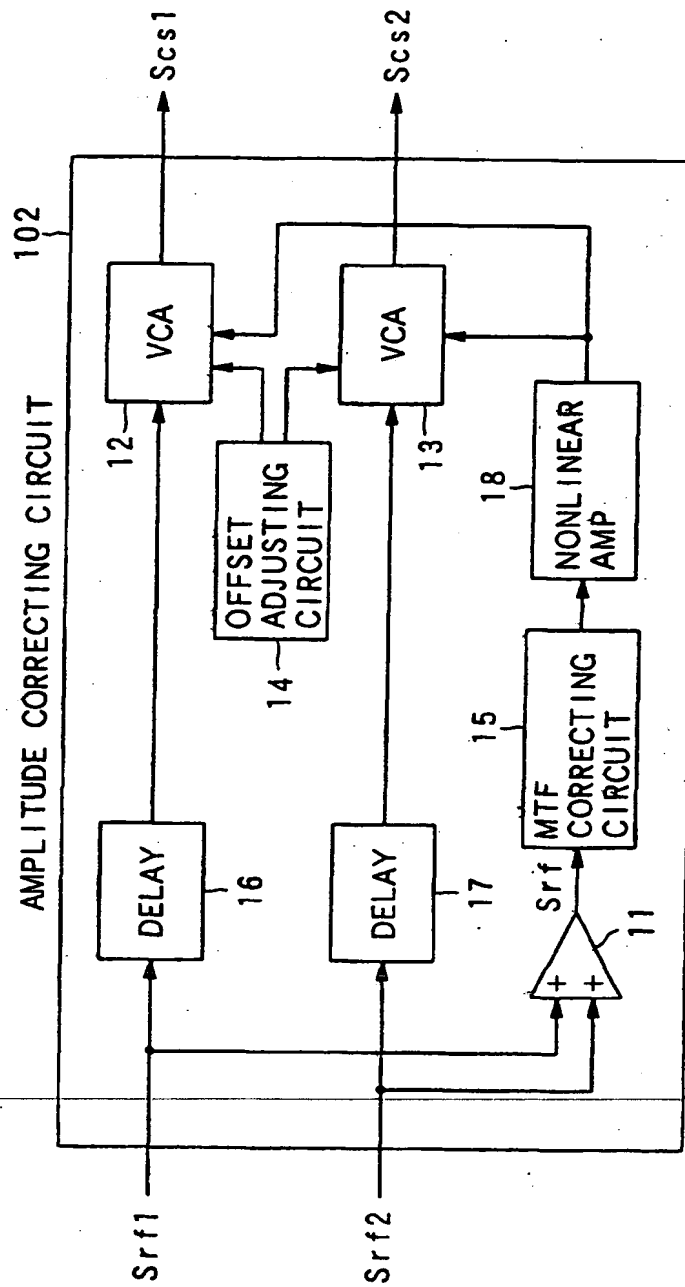 AMPLITUDE CORRECTING CIRCUIT
102
Srf1
DELAY
16
12
VCA
Scs1
OFFSET
ADJUSTING
CIRCUIT
14
Srf2
DELAY
17
VCA
13
Scs2
11
Srf
15
MTF
CORRECTING
CIRCUIT
18
NONLINEAR
AMP
+
+